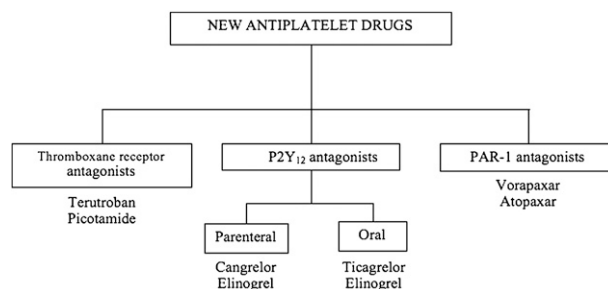 NEW ANTIPLATELET DRUGS
Thromboxane receptor
antagonists
Terutroban
Picotamide
P2Y₁₂ antagonists
PAR-1 antagonists
Vorapaxar
Atopaxar
Parenteral
Cangrelor
Elinogrel
Oral
Ticagrelor
Elinogrel